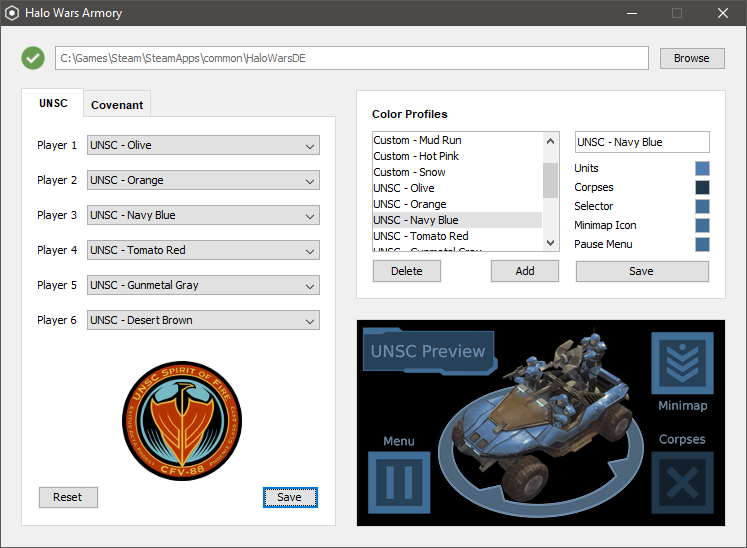 Halo Wars Armory
C:\Games\Steam\SteamApps\common\HaloWarsDE
Browse
UNSC
Covenant
Player 1
UNSC - Olive
Player 2
UNSC - Orange
Player 3
UNSC - Navy Blue
Player 4
UNSC - Tomato Red
Player 5
UNSC - Gunmetal Gray
Player 6
UNSC - Desert Brown
UNSC SPIRIT OF FIRE
CFV-88
Reset
Save
Color Profiles
Custom - Mud Run
Custom - Hot Pink
Custom - Snow
UNSC - Olive
UNSC - Orange
UNSC - Navy Blue
UNSC - Tomato Red
UNSC - Gunmetal Gray
Delete
Add
UNSC - Navy Blue
Units
Corpses
Selector
Minimap Icon
Pause Menu
Save
UNSC Preview
Minimap
Menu
Corpses